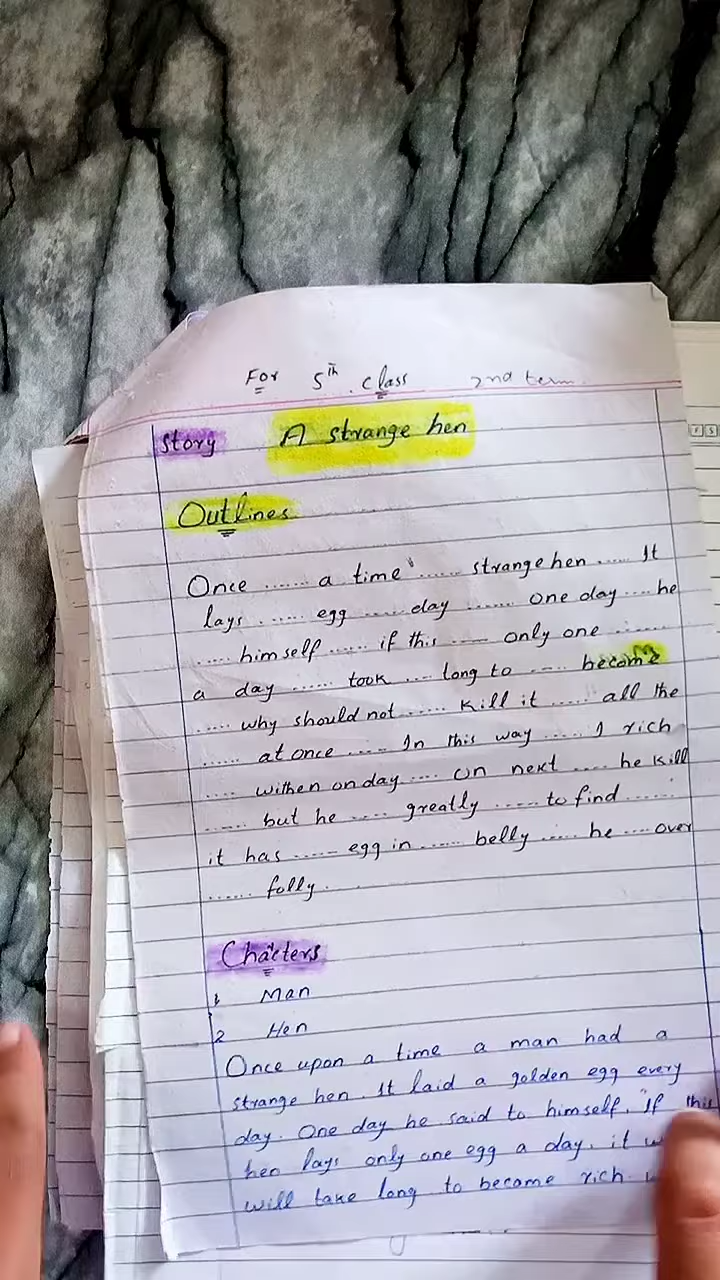 For 5th class 2nd term
Story A strange hen
Outlines
Once ...... a time ...... strange hen ..... It
lays ...... egg ...... day ....... one day .... he
.... himself ...... if this ..... only one .......
a day ...... took .... long to ..... become
.... why should not ...... kill it ..... all the
...... at once ..... In this way ..... I rich
.... withen on day .... on next .... he kill
...... but he .... greatly ..... to find ......
it has ..... egg in ...... belly ..... he .... over
...... folly.
Chaeters
1 Man
2 Hen
Once upon a time a man had a
strange hen. It laid a golden egg every
day. One day he said to himself, "If this
hen lays only one egg a day, it
will take long to become rich